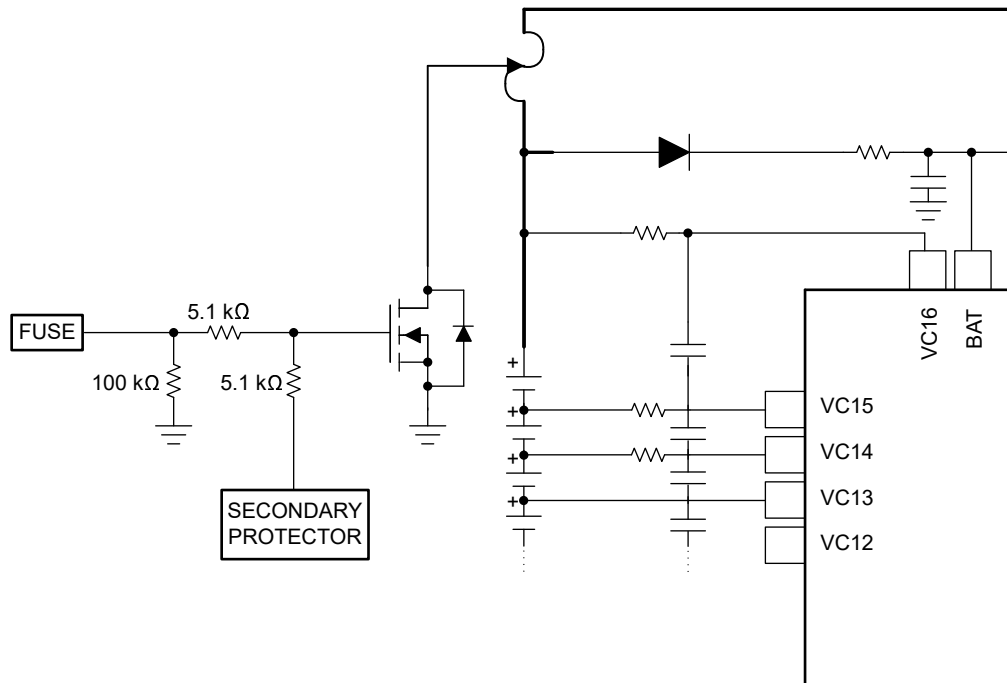 VC16
BAT
5.1 kΩ
FUSE
100 kΩ
5.1 kΩ
+
VC15
+
VC14
+
VC13
+
VC12
SECONDARY
PROTECTOR